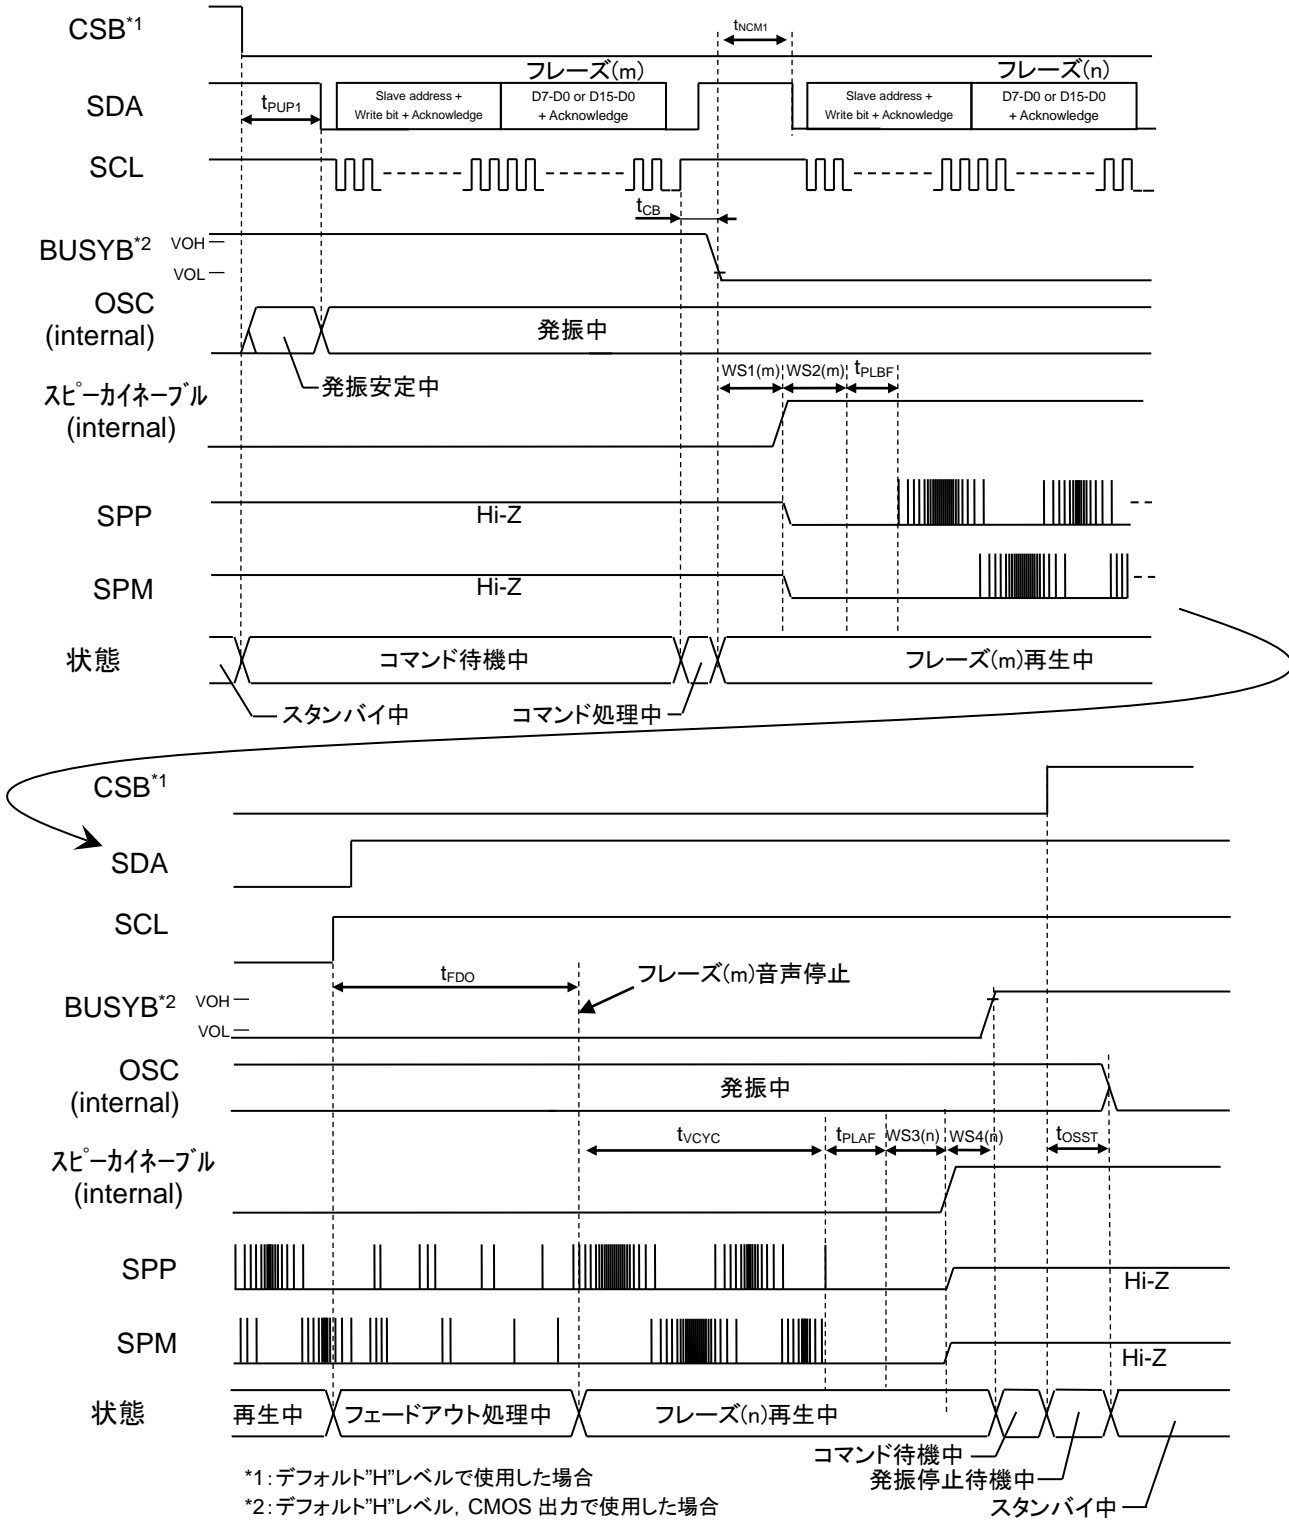 CSB*1
tNCM1
フレーズ(m)
フレーズ(n)
SDA
tPUP1
Slave address +
Write bit + Acknowledge
D7-D0 or D15-D0
+ Acknowledge
Slave address +
Write bit + Acknowledge
D7-D0 or D15-D0
+ Acknowledge
SCL
tCB
BUSYB*2
VOH
VOL
OSC
(internal)
発振中
発振安定中
WS1(m)
WS2(m)
tPLBF
スピーカイネーブル
(internal)
SPP
Hi-Z
SPM
Hi-Z
状態
コマンド待機中
フレーズ(m)再生中
スタンバイ中
コマンド処理中
CSB*1
SDA
SCL
tFDO
フレーズ(m)音声停止
BUSYB*2
VOH
VOL
OSC
(internal)
発振中
tVCYC
tPLAF
WS3(n)
WS4(n)
tOSST
スピーカイネーブル
(internal)
SPP
Hi-Z
SPM
Hi-Z
状態
再生中
フェードアウト処理中
フレーズ(n)再生中
コマンド待機中
発振停止待機中
スタンバイ中
*1:デフォルト"H"レベルで使用した場合
*2:デフォルト"H"レベル, CMOS 出力で使用した場合